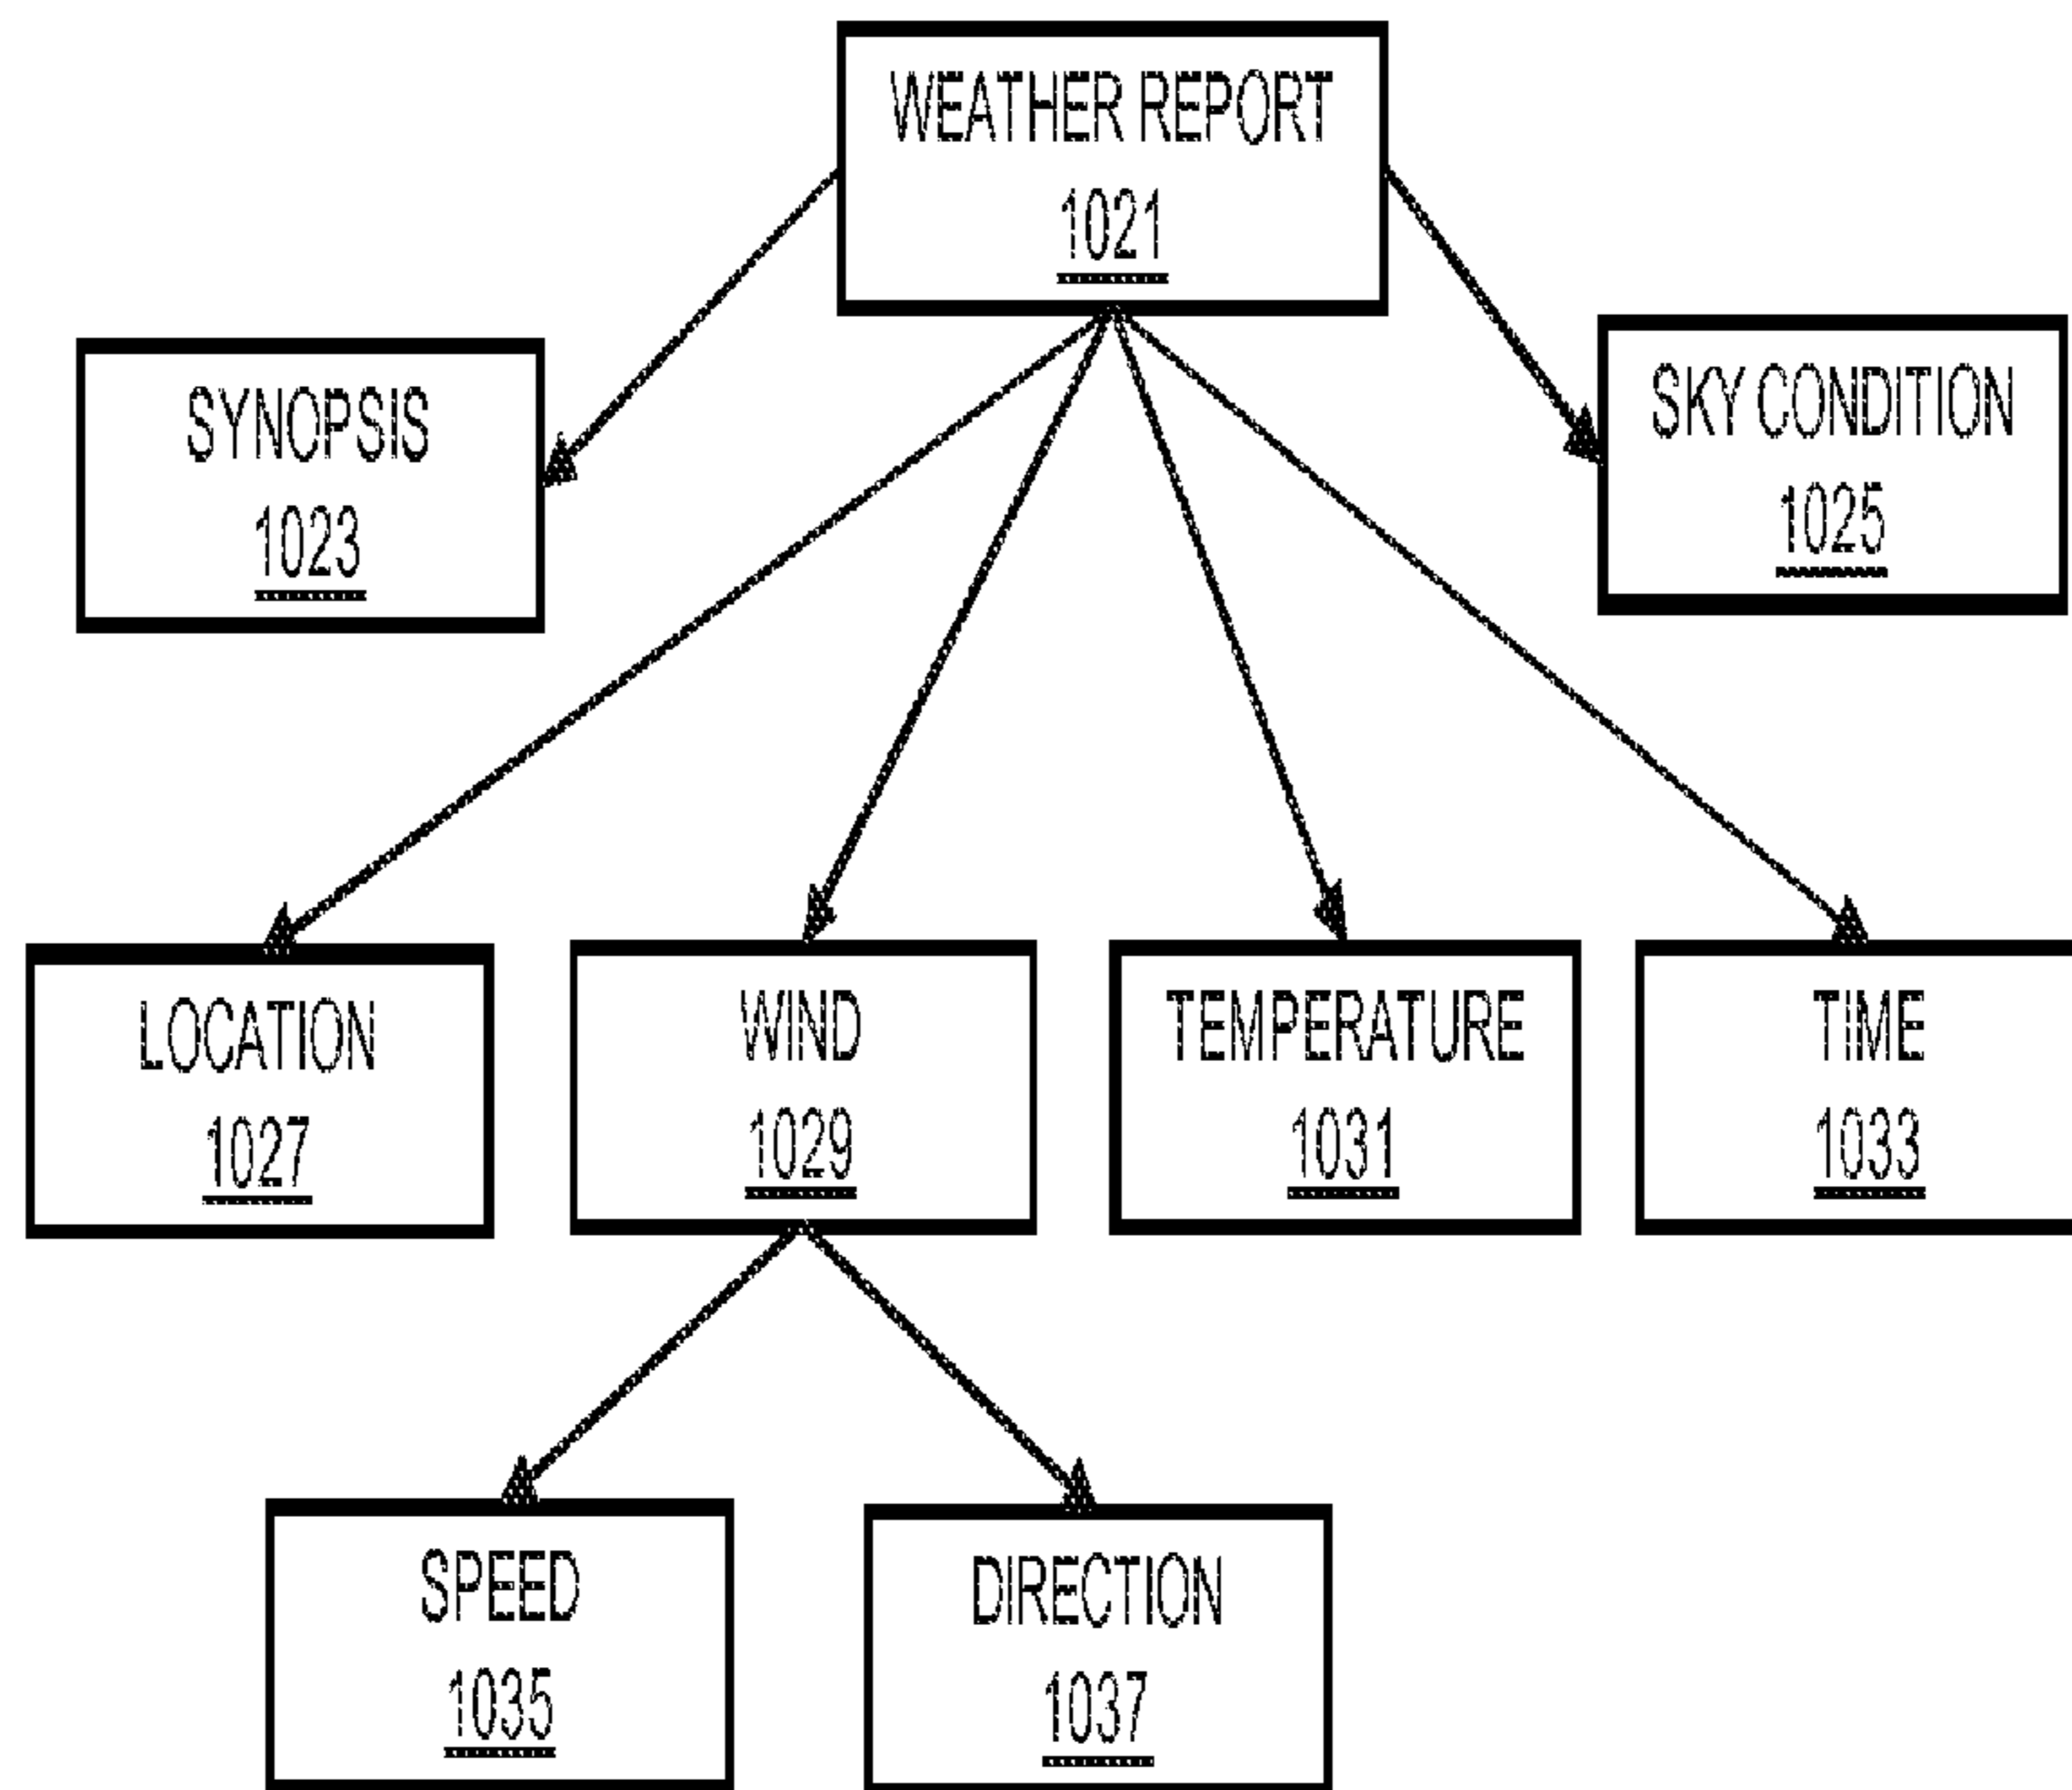 WEATHER REPORT
1021
SYNOPSIS
1023
SKY CONDITION
1025
LOCATION
1027
WIND
1029
TEMPERATURE
1031
TIME
1033
SPEED
1035
DIRECTION
1037